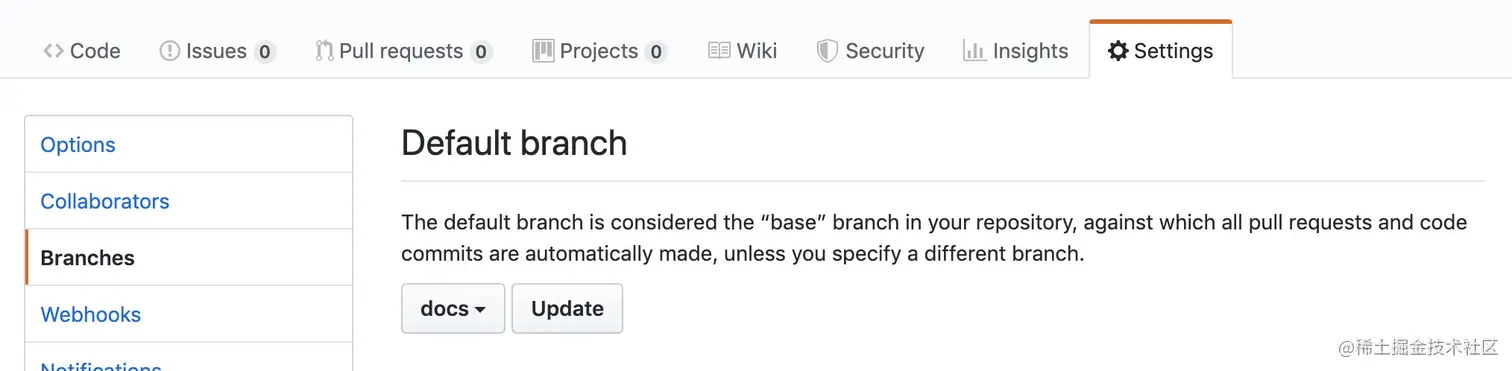 Code Issues 0 Pull requests 0 Projects 0 Wiki Security Insights Settings
Options
Collaborators
Branches
Webhooks
Notifications
Default branch
The default branch is considered the “base” branch in your repository, against which all pull requests and code
commits are automatically made, unless you specify a different branch.
docs Update
@稀土掘金技术社区